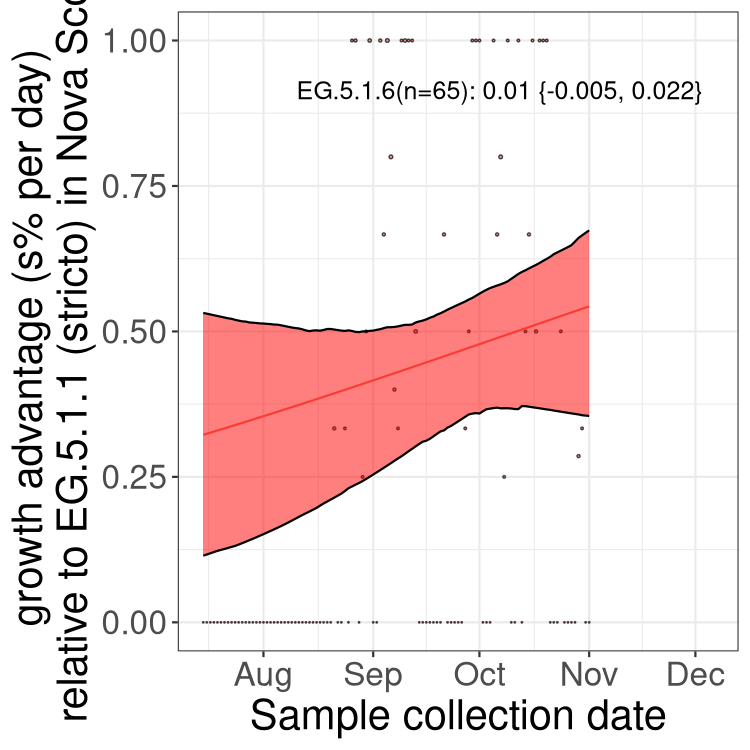 growth advantage (s% per day)
relative to EG.5.1.1 (stricto) in Nova Sco
1.00
0.75
0.50
0.25
0.00
EG.5.1.6(n=65): 0.01 {-0.005, 0.022}
Aug Sep Oct Nov Dec
Sample collection date